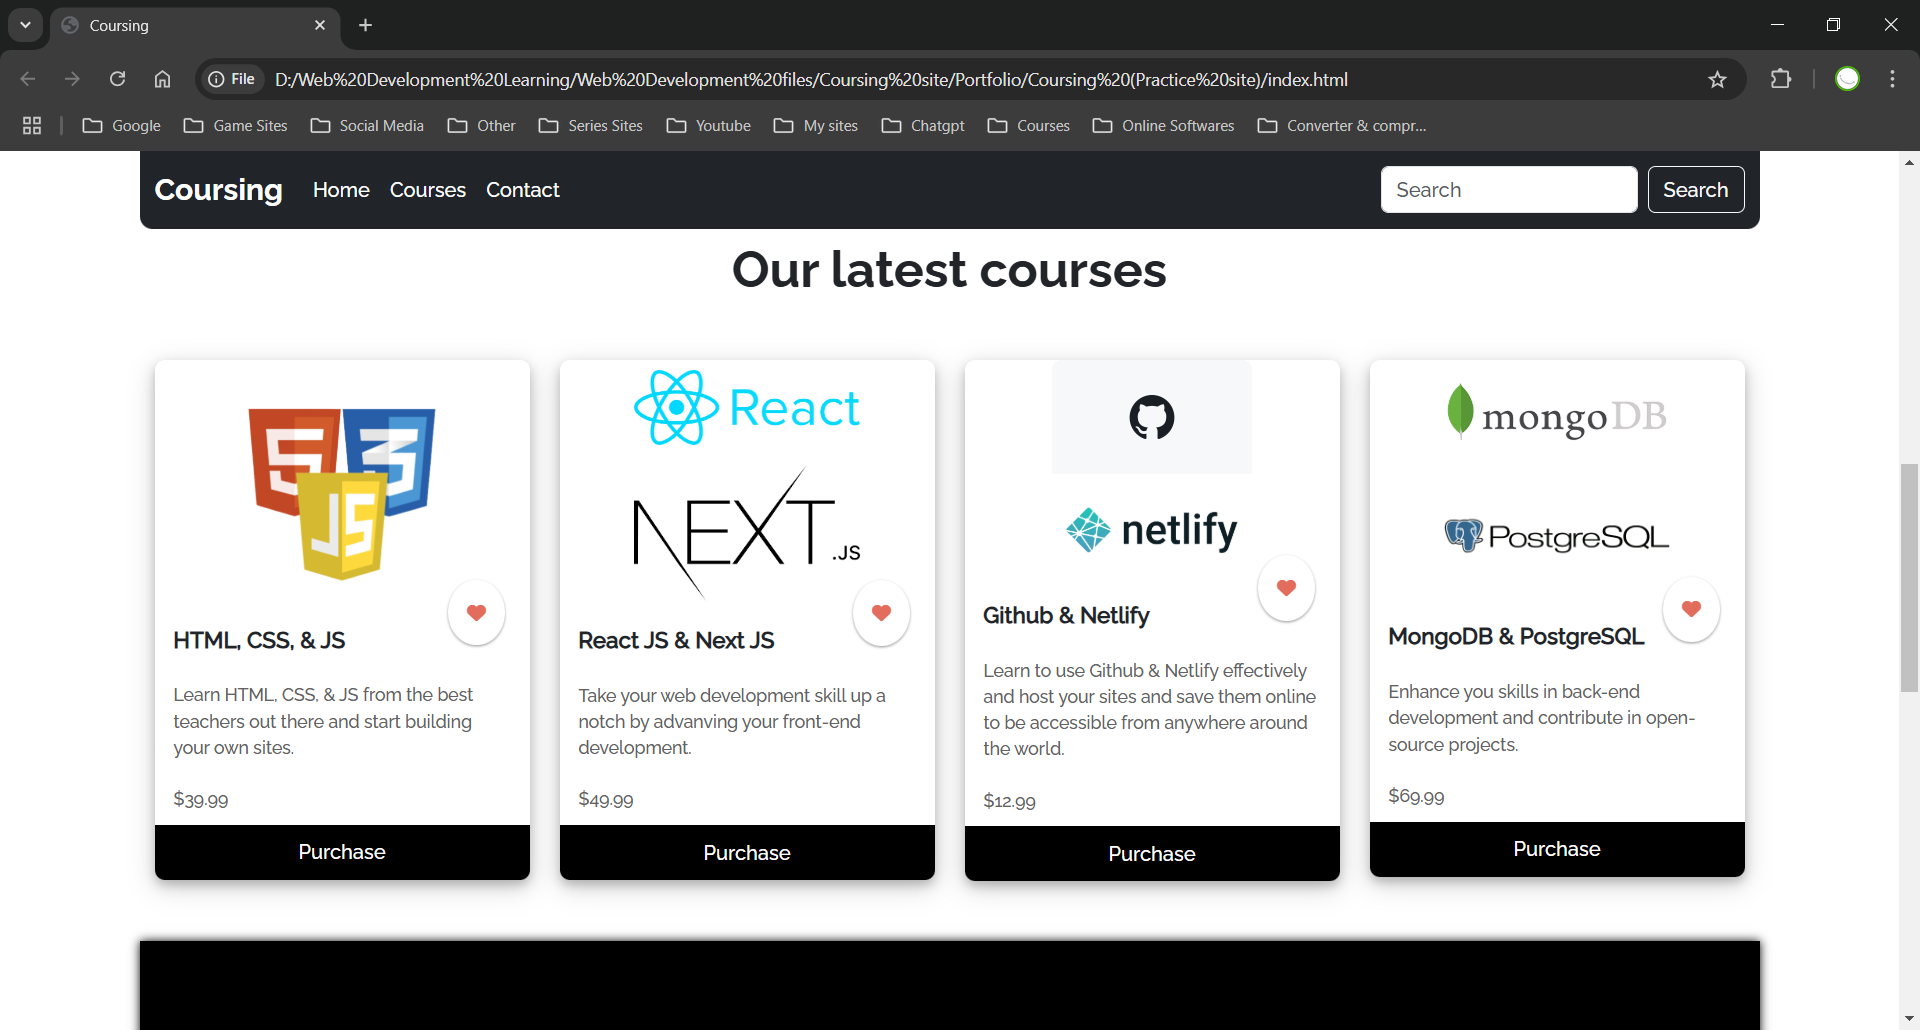 Coursing
File D:/Web%20Development%20Learning/Web%20Development%20files/Coursing%20site/Portfolio/Coursing%20(Practice%20site)/index.html
Google Game Sites Social Media Other Series Sites Youtube My sites Chatgpt Courses Online Softwares Converter & compr...
Coursing Home Courses Contact Search Search
Our latest courses
HTML, CSS, & JS
Learn HTML, CSS, & JS from the best
teachers out there and start building
your own sites.
$39.99
Purchase
React
NEXT.JS
React JS & Next JS
Take your web development skill up a
notch by advanving your front-end
development.
$49.99
Purchase
netlify
Github & Netlify
Learn to use Github & Netlify effectively
and host your sites and save them online
to be accessible from anywhere around
the world.
$12.99
Purchase
mongoDB
PostgreSQL
MongoDB & PostgreSQL
Enhance you skills in back-end
development and contribute in open-
source projects.
$69.99
Purchase